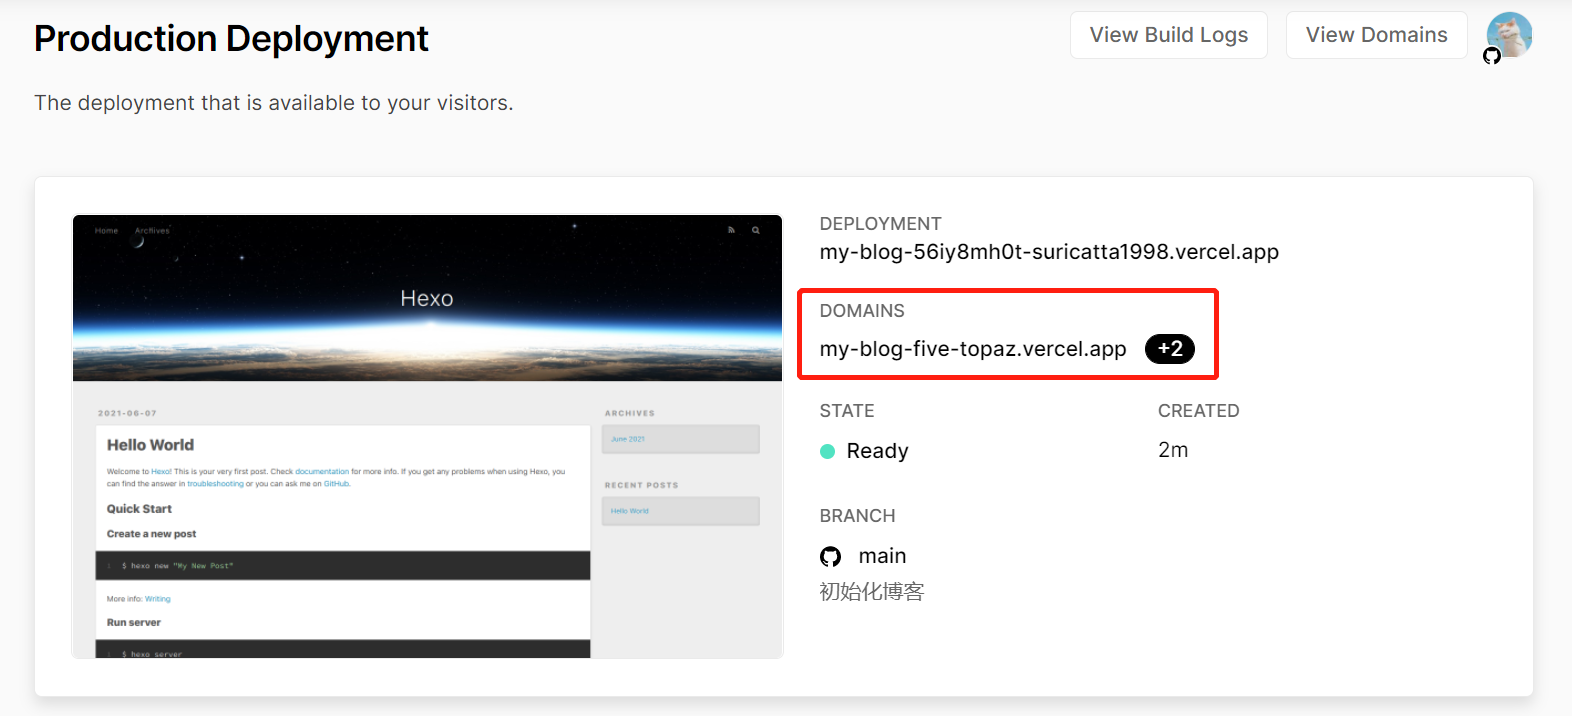 Production Deployment
View Build Logs
View Domains
The deployment that is available to your visitors.
Home
Archives
Hexo
2021-06-07
Hello World
Welcome to Hexo! This is your very first post. Check documentation for more info. If you get any problems when using Hexo, you
can find the answer in troubleshooting or you can ask me on GitHub.
Quick Start
Create a new post
1 $ hexo new "My New Post"
More info: Writing
Run server
1 $ hexo server
ARCHIVES
June 2021
RECENT POSTS
Hello World
DEPLOYMENT
my-blog-56iy8mh0t-suricatta1998.vercel.app
DOMAINS
my-blog-five-topaz.vercel.app +2
STATE
Ready
CREATED
2m
BRANCH
main
初始化博客